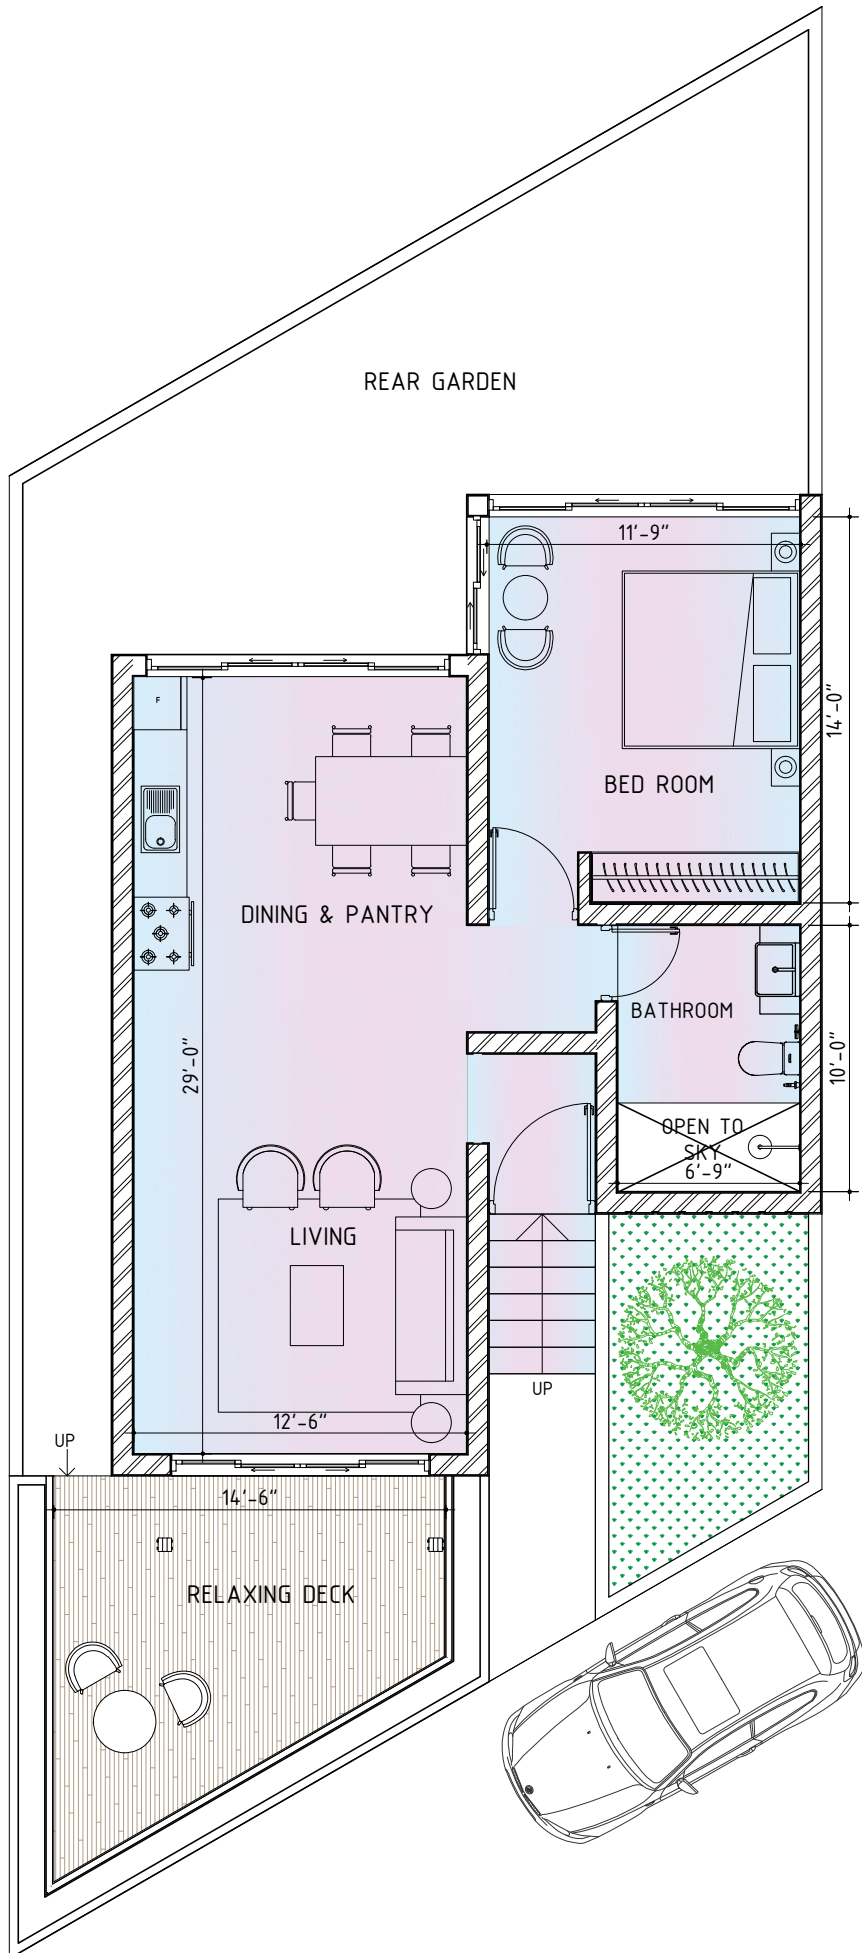 REAR GARDEN
11'-9"
14'-0"
F
BED ROOM
DINING & PANTRY
BATHROOM
29'-0"
10'-0"
OPEN TO
SKY
6'-9"
LIVING
UP
12'-6"
UP
14'-6"
RELAXING DECK